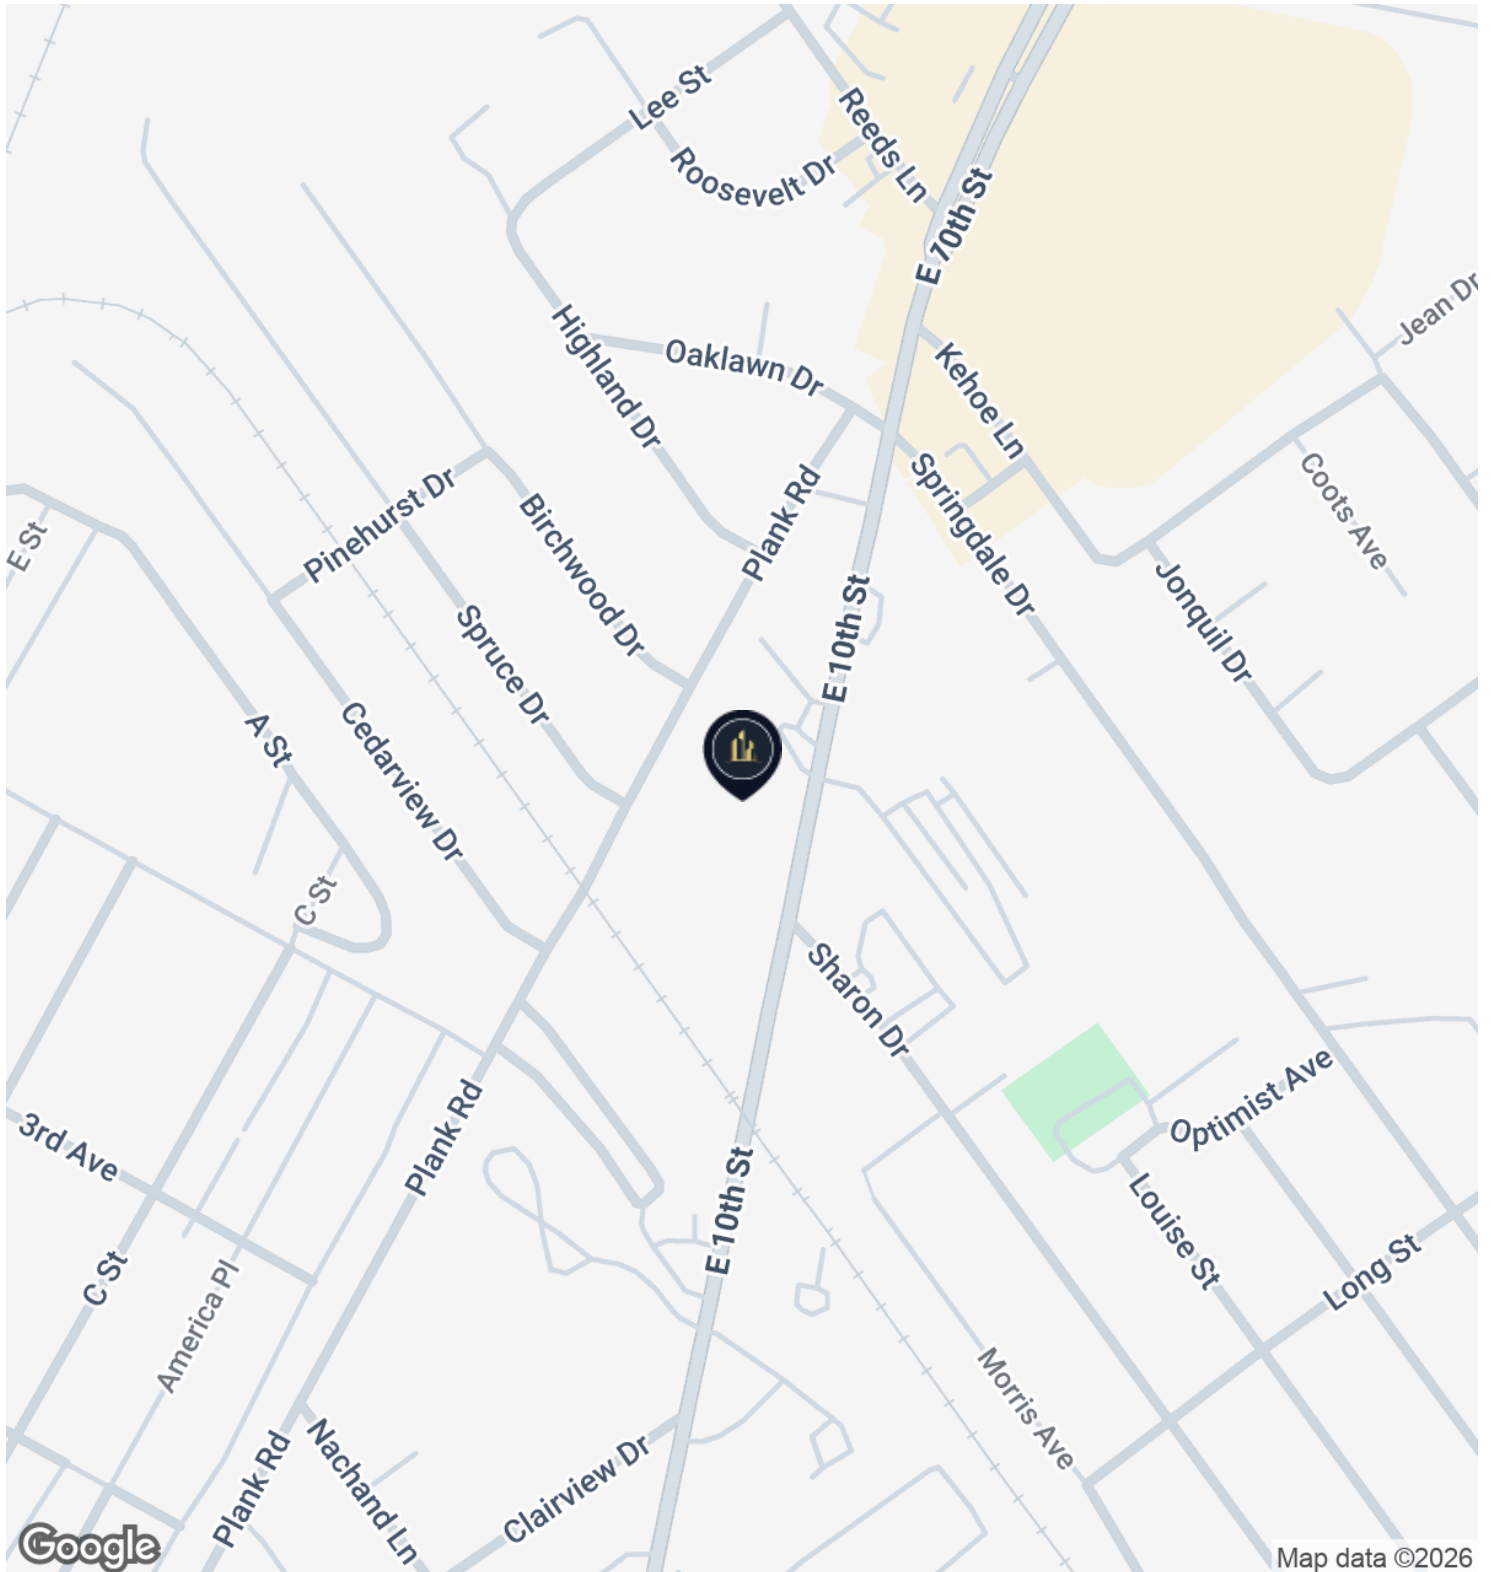 Lee St
Reeds Ln
Roosevelt Dr
E 10th St
Jean Dr
Highland Dr
Oaklawn Dr
Kehoe Ln
Coots Ave
Pinehurst Dr
Birchwood Dr
Plank Rd
Springdale Dr
E St
Jonquil Dr
Spruce Dr
E 10th St
A St
Cedarview Dr
C St
Sharon Dr
Optimist Ave
3rd Ave
Plank Rd
E 10th St
Louise St
C St
America Pl
Long St
Morris Ave
Plank Rd
Nachand Ln
Clairview Dr
Google
Map data ©2026